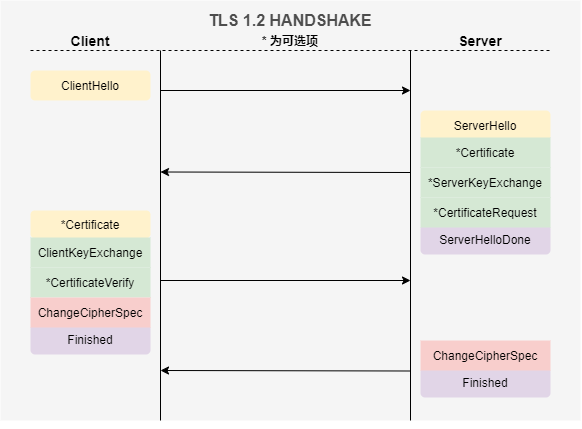 TLS 1.2 HANDSHAKE
Client
* 为可选项
Server
ClientHello
ServerHello
*Certificate
*ServerKeyExchange
*CertificateRequest
ServerHelloDone
*Certificate
ClientKeyExchange
*CertificateVerify
ChangeCipherSpec
Finished
ChangeCipherSpec
Finished